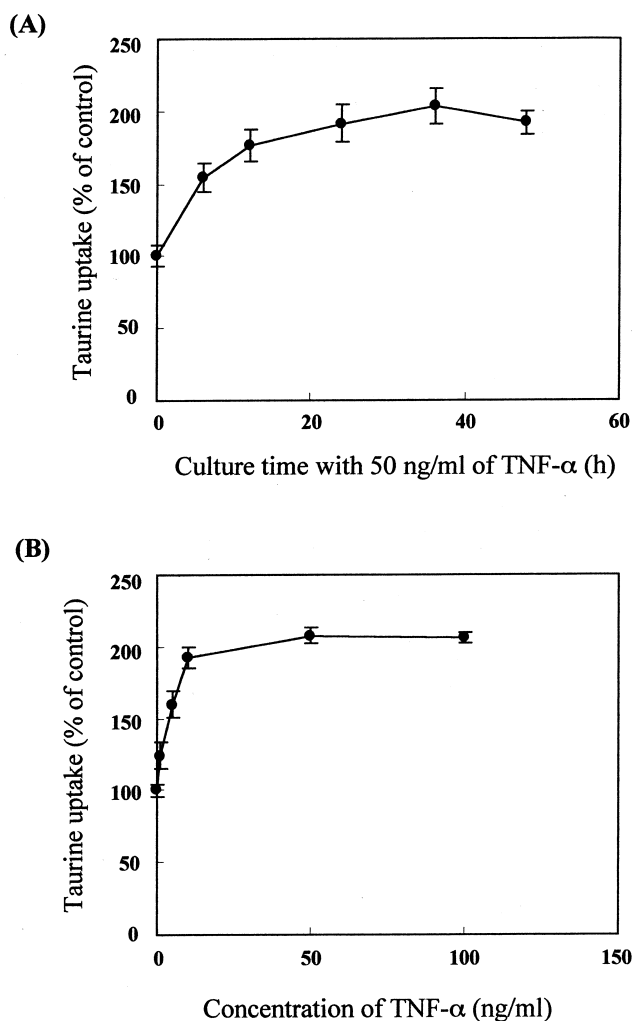 (A)
250
200
150
100
50
0
Taurine uptake (% of control)
0 20 40 60
Culture time with 50 ng/ml of TNF-α (h)
(B)
250
200
150
100
50
0
Taurine uptake (% of control)
0 50 100 150
Concentration of TNF-α (ng/ml)